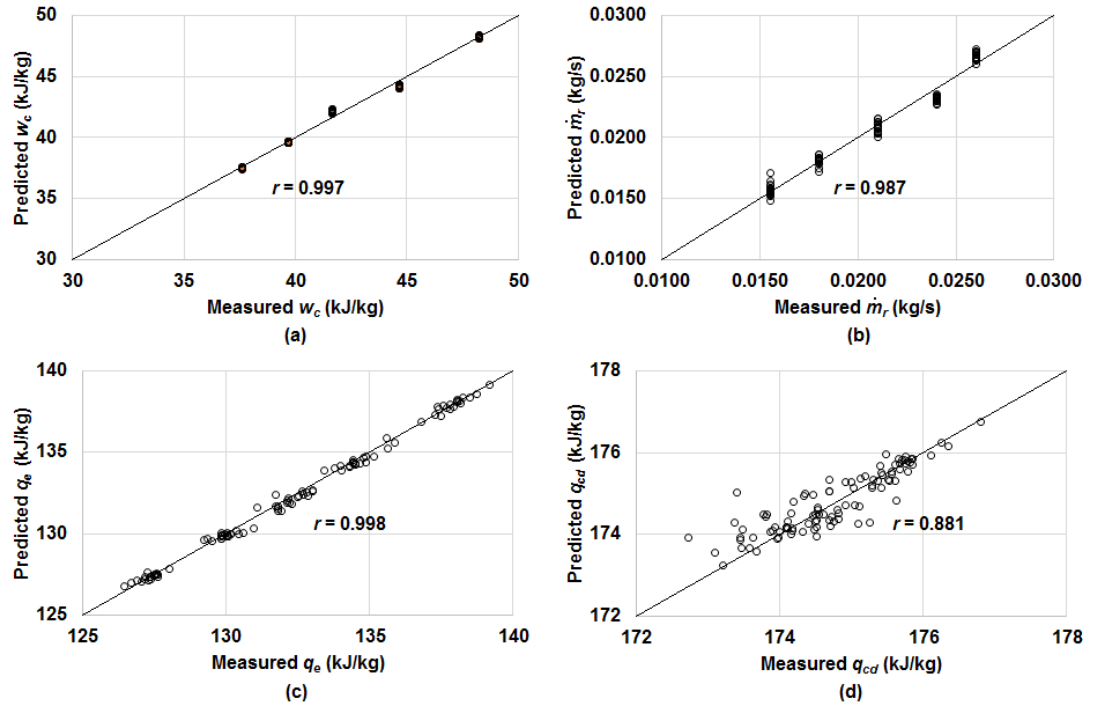 50
45
40
35
30
Predicted w_c (kJ/kg)
r = 0.997
30 35 40 45 50
Measured w_c (kJ/kg)
(a)
0.0300
0.0250
0.0200
0.0150
0.0100
Predicted ṁ_r (kg/s)
r = 0.987
0.0100 0.0150 0.0200 0.0250 0.0300
Measured ṁ_r (kg/s)
(b)
140
135
130
125
Predicted q_e (kJ/kg)
r = 0.998
125 130 135 140
Measured q_e (kJ/kg)
(c)
178
176
174
172
Predicted q_cd (kJ/kg)
r = 0.881
172 174 176 178
Measured q_cd (kJ/kg)
(d)